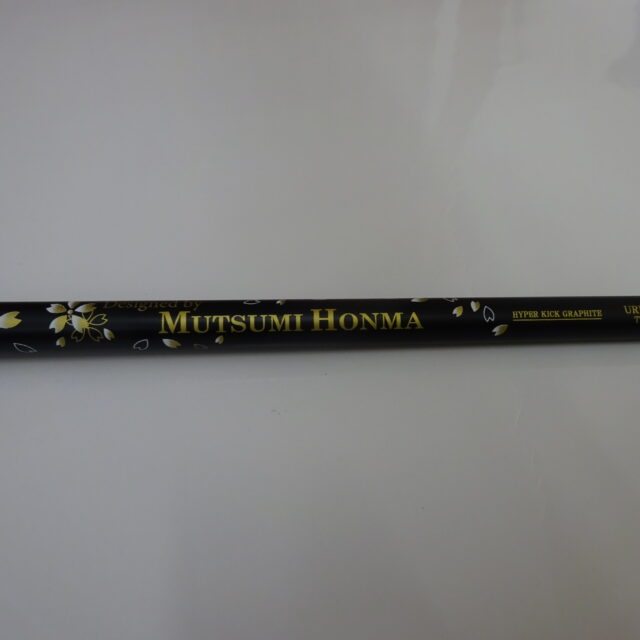 Designed by
MUTSUMI HONMA
HYPER KICK GRAPHITE